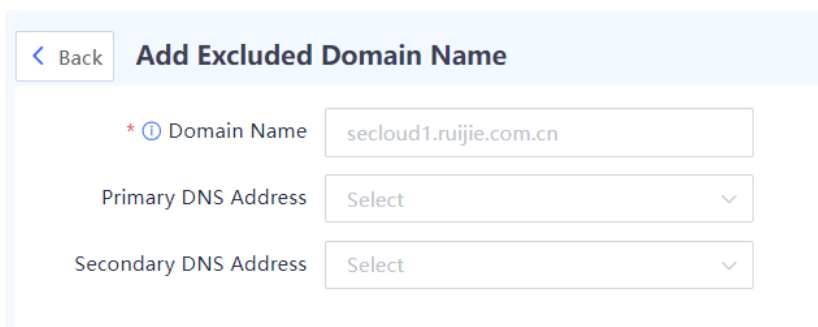 Back Add Excluded Domain Name
* Domain Name secloud1.ruijie.com.cn
Primary DNS Address Select
Secondary DNS Address Select